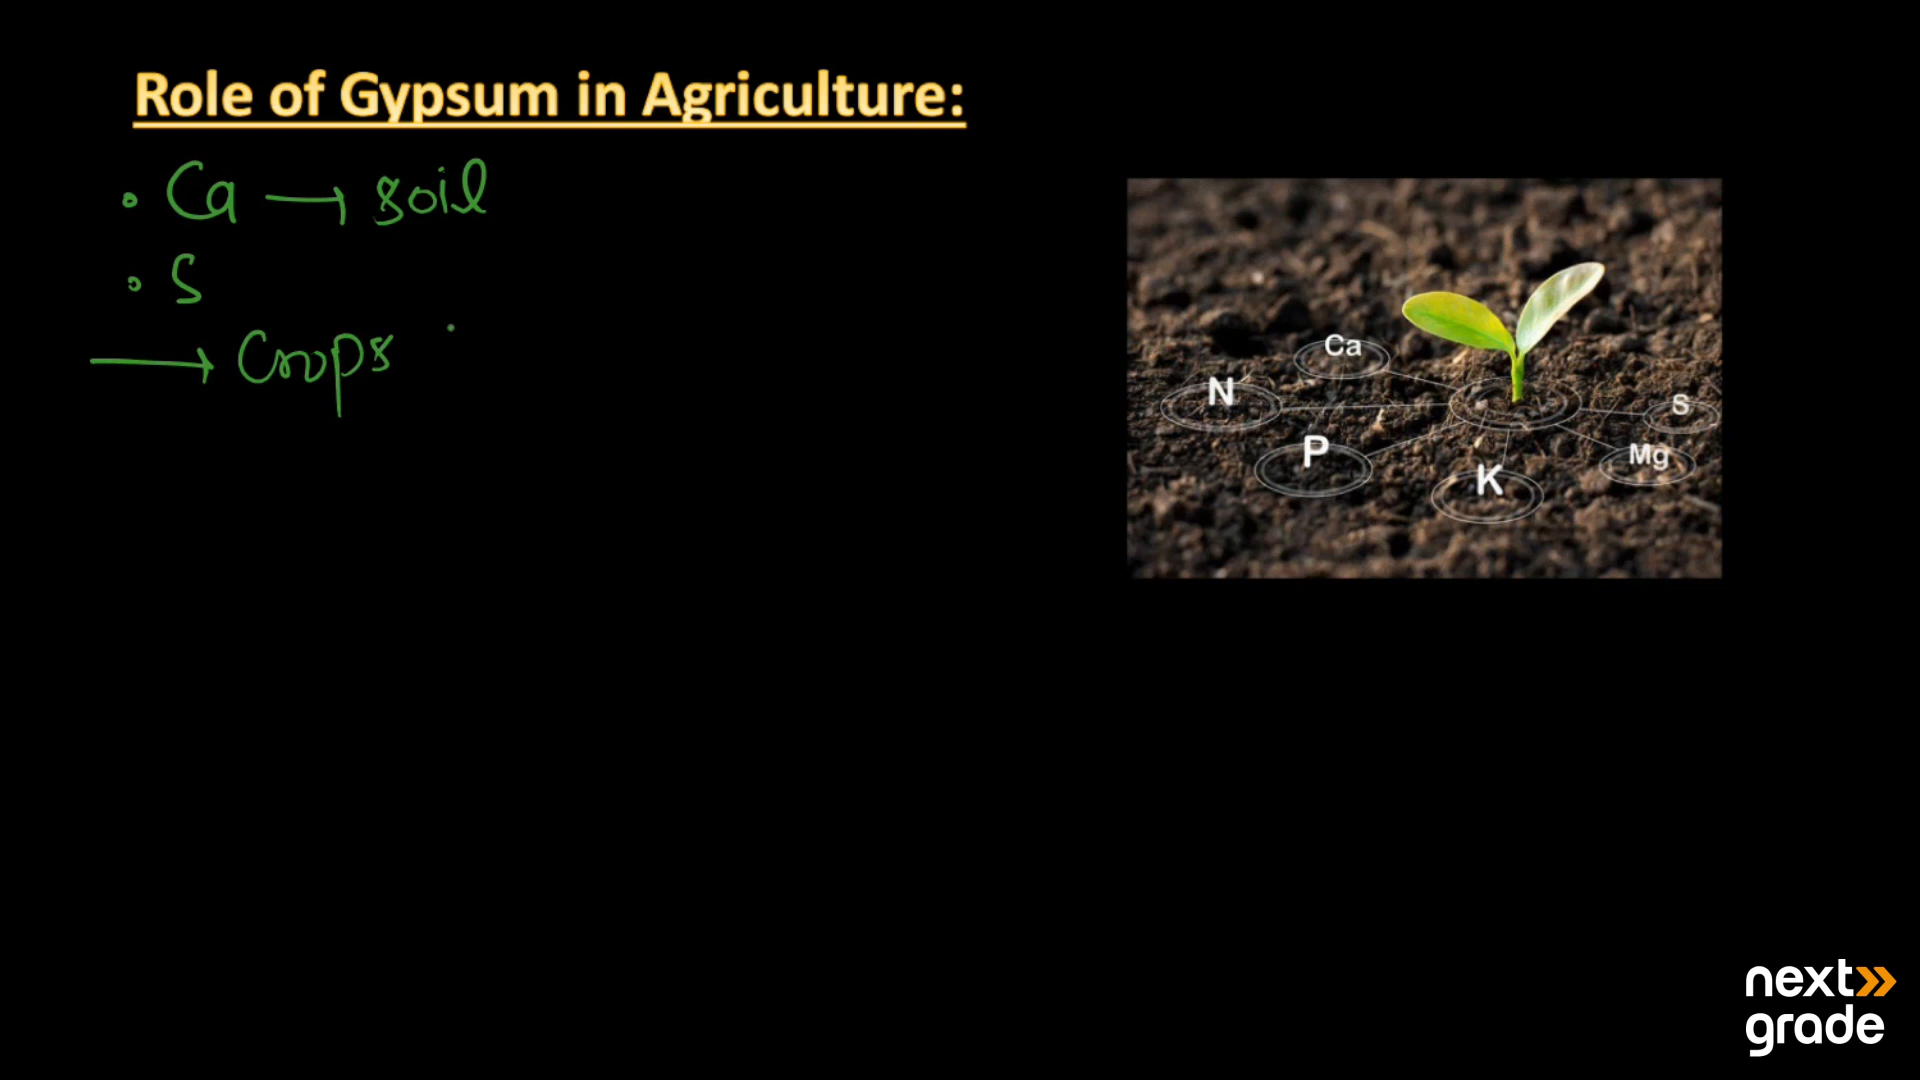 Role of Gypsum in Agriculture:
• Ca → soil
• S
→ Crops
Ca
N
S
P
Mg
K
next
grade